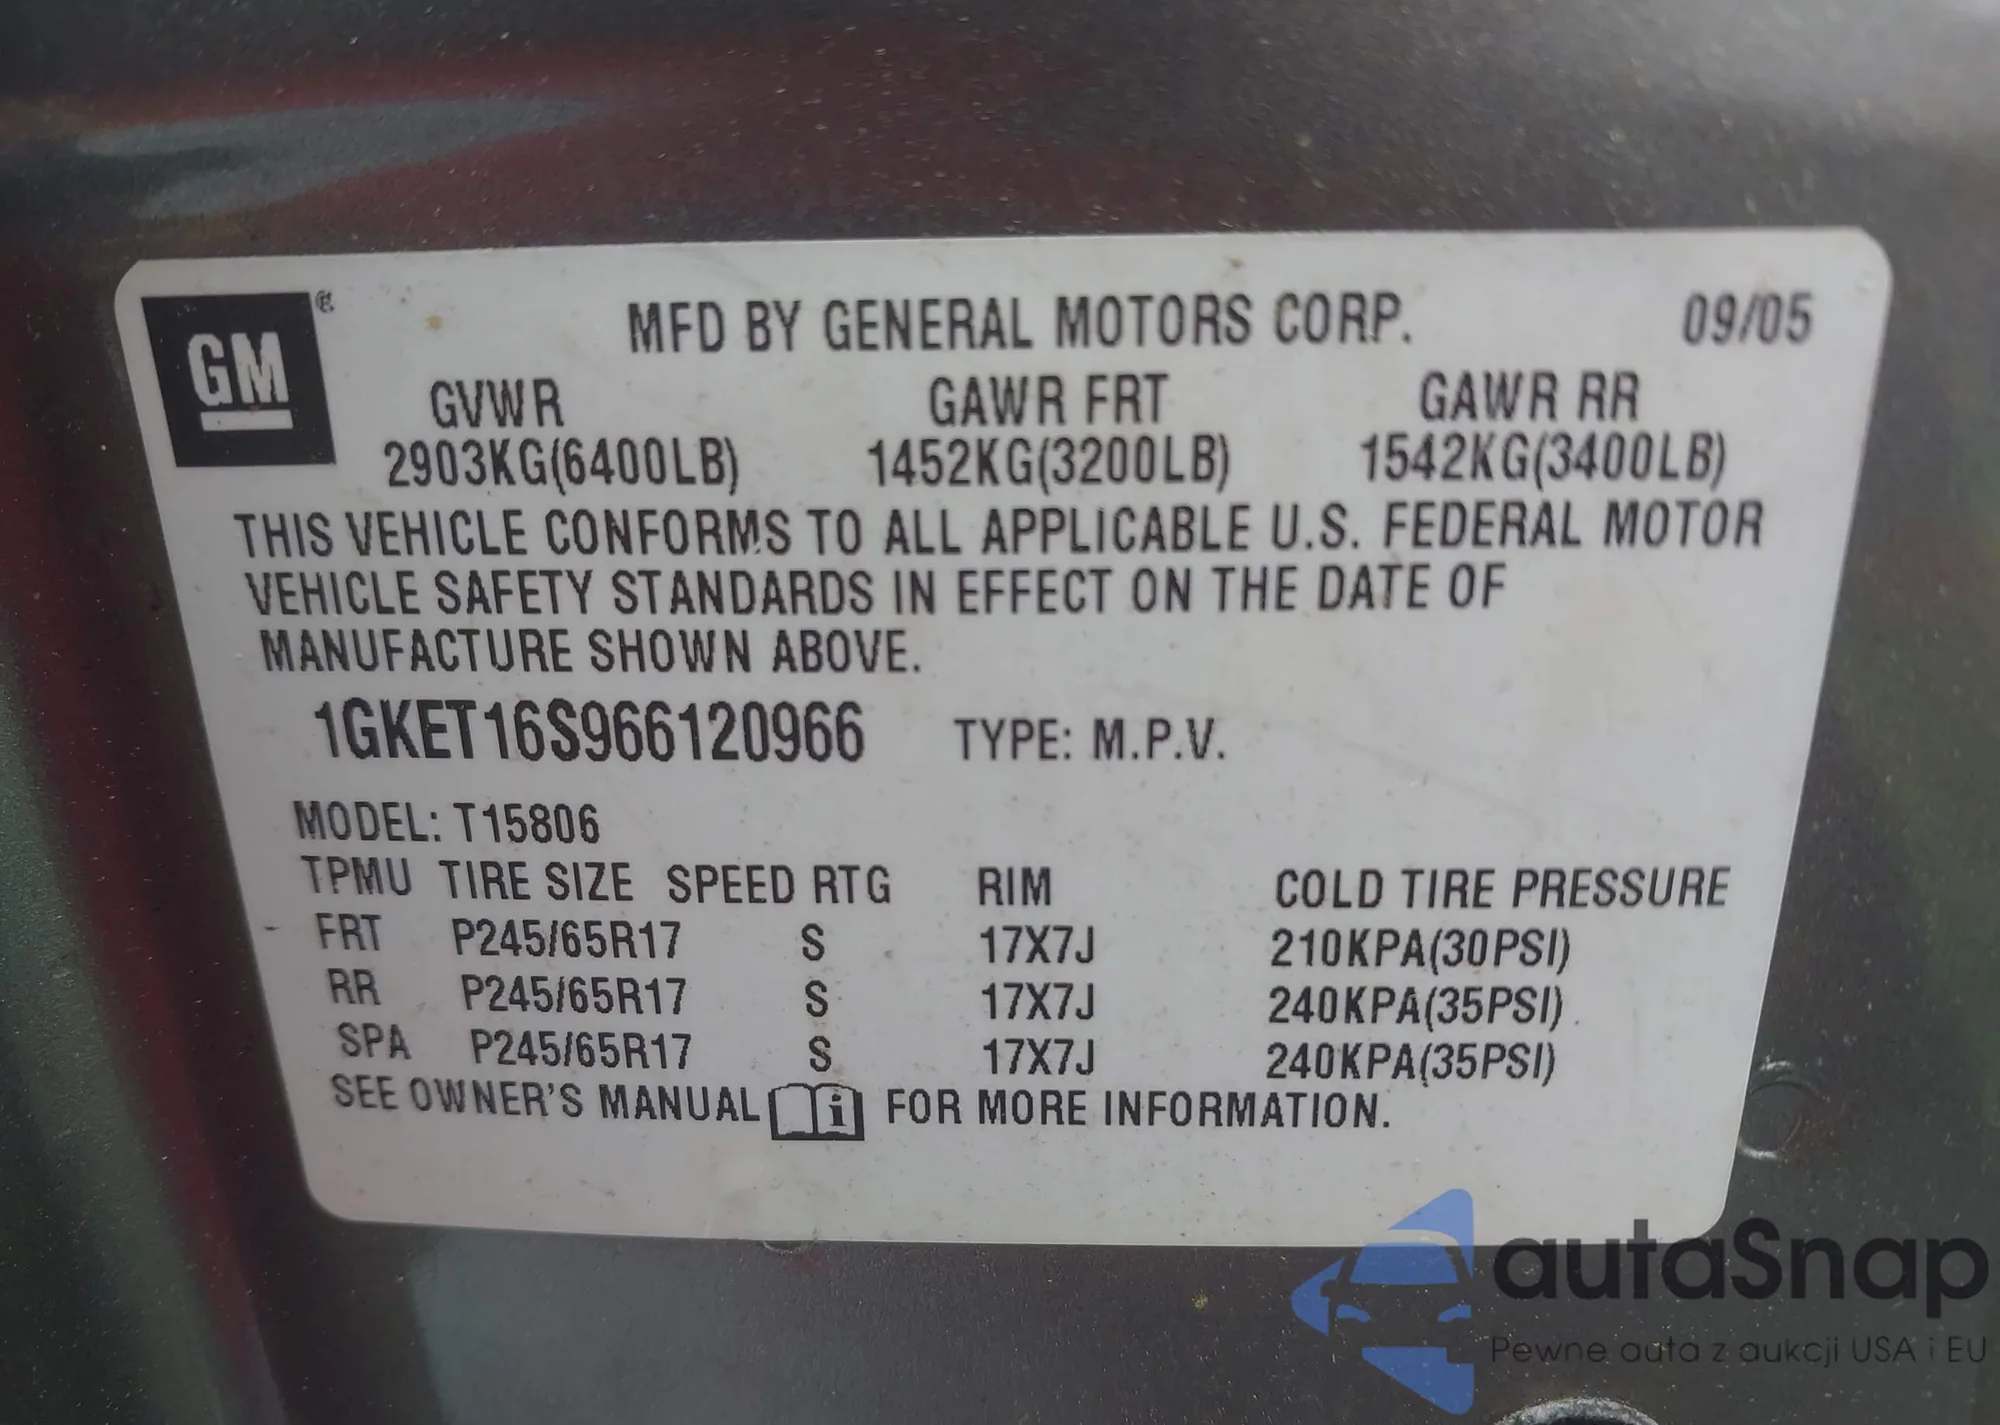 GM ® MFD BY GENERAL MOTORS CORP. 09/05
GVWR GAWR FRT GAWR RR
2903KG(6400LB) 1452KG(3200LB) 1542KG(3400LB)
THIS VEHICLE CONFORMS TO ALL APPLICABLE U.S. FEDERAL MOTOR
VEHICLE SAFETY STANDARDS IN EFFECT ON THE DATE OF
MANUFACTURE SHOWN ABOVE.
1GKET16S966120966 TYPE: M.P.V.
MODEL: T15806
TPMU TIRE SIZE SPEED RTG RIM COLD TIRE PRESSURE
FRT P245/65R17 S 17X7J 210KPA(30PSI)
RR P245/65R17 S 17X7J 240KPA(35PSI)
SPA P245/65R17 S 17X7J 240KPA(35PSI)
SEE OWNER'S MANUAL i FOR MORE INFORMATION.
autaSnap
Pewne auta z aukcji USA i EU